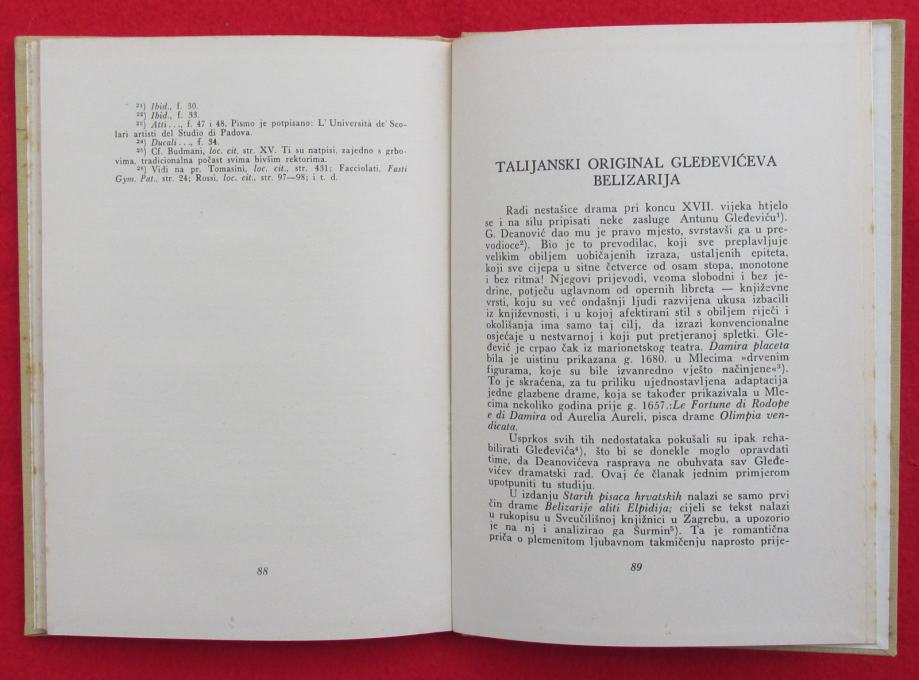 ²¹) Ibid., f. 30.
²²) Ibid., f. 33.
²³) Atti . . ., f. 47 i 48. Pismo je potpisano: L' Università de' Sco-
lari artisti del Studio di Padova.
²⁴) Ducali . . ., f. 34.
²⁵) Cf. Budmani, loc. cit. str. XV. Ti su natpisi, zajedno s grbo-
vima, tradicionalna počast svima bivšim rektorima.
²⁶) Vidi na pr. Tomasini, loc. cit., str. 431; Facciolati, Fasti
Gym. Pat., str. 24; Rossi, loc. cit., str. 97—98; i t. d.
88
TALIJANSKI ORIGINAL GLEĐEVIĆEVA
BELIZARIJA
Radi nestašice drama pri koncu XVII. vijeka htjelo
se i na silu pripisati neke zasluge Antunu Gleđeviću¹).
G. Deanović dao mu je pravo mjesto, svrstavši ga u pre-
vodioce²). Bio je to prevodilac, koji sve preplavljuje
velikim obiljem uobičajenih izraza, ustaljenih epiteta,
koji sve cijepa u sitne četverce od osam stopa, monotone
i bez ritma! Njegovi prijevodi, veoma slobodni i bez je-
drine, potječu uglavnom od opernih libreta — književne
vrsti, koju su već ondašnji ljudi razvijena ukusa izbacili
iz književnosti, i u kojoj afektirani stil s obiljem riječi i
okolišanja ima samo taj cilj, da izrazi konvencionalne
osjećaje u nestvarnoj i koji put pretjeranoj spletki. Gle-
đević je crpao čak iz marionetskog teatra. Damira placeta
bila je uistinu prikazana g. 1680. u Mlecima »drvenim
figurama, koje su bile izvanredno vješto načinjene«³).
To je skraćena, za tu priliku ujednostavljena adaptacija
jedne glazbene drame, koja se također prikazivala u Mle-
cima nekoliko godina prije g. 1657.:Le Fortune di Rodope
e di Damira od Aurelia Aureli, pisca drame Olimpia ven-
dicata.
Usprkos svih tih nedostataka pokušali su ipak reha-
bilitirati Gleđevića⁴), što bi se donekle moglo opravdati
time, da Deanovićeva rasprava ne obuhvata sav Gleđe-
vićev dramatski rad. Ovaj će članak jednim primjerom
upotpuniti tu studiju.
U izdanju Starih pisaca hrvatskih nalazi se samo prvi
čin drame Belizarije aliti Elpidija; cijeli se tekst nalazi
u rukopisu u Sveučilišnoj knjižnici u Zagrebu, a upozorio
je na nj i analizirao ga Šurmin⁵). Ta je romantična
priča o plemenitom ljubavnom takmičenju naprosto prije-
89